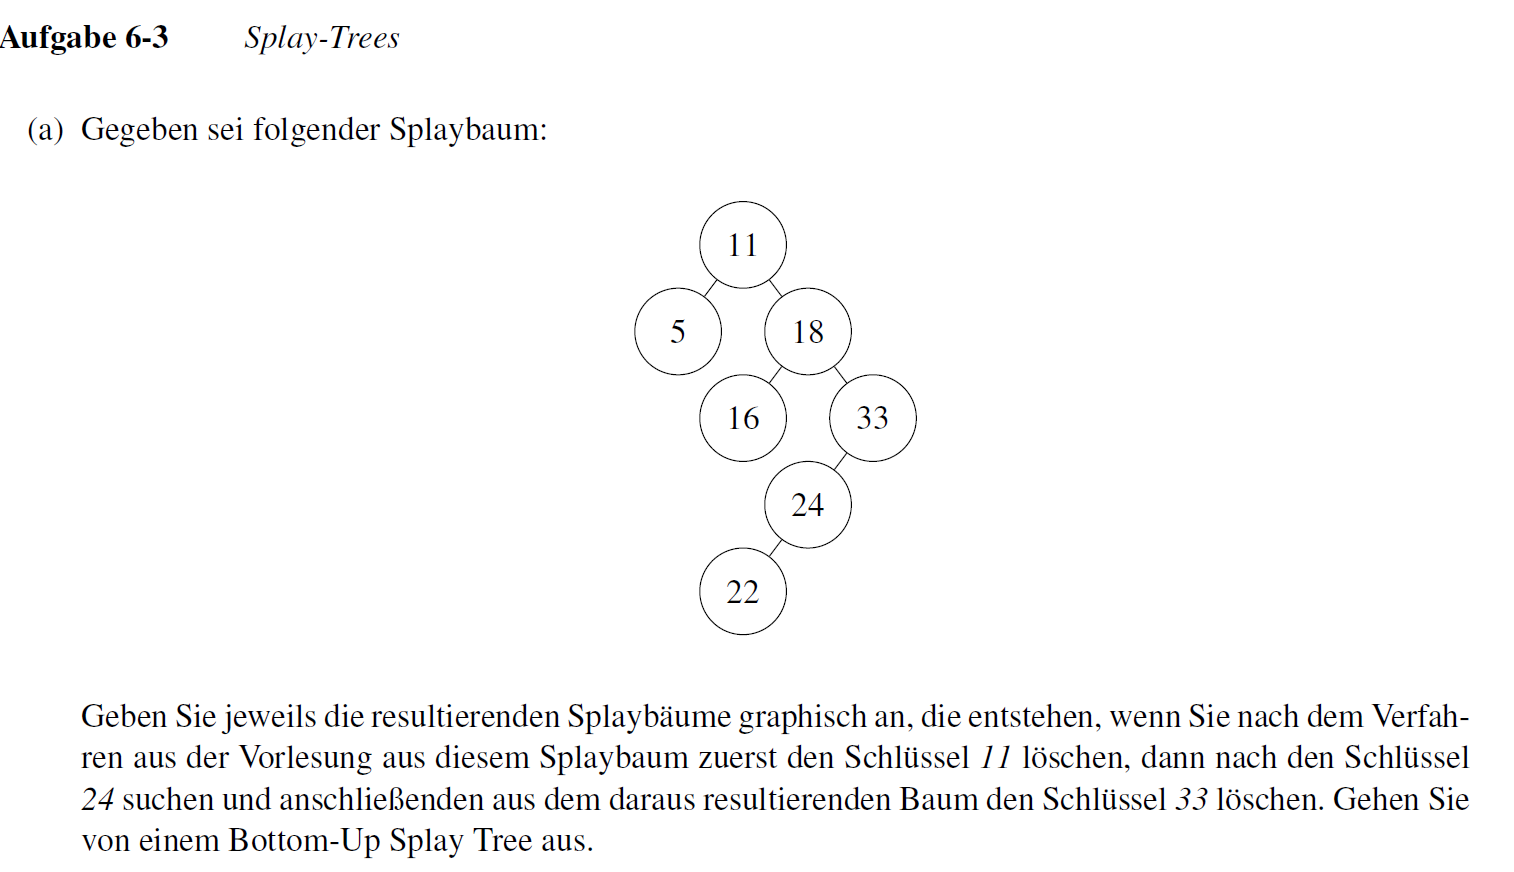 Aufgabe 6-3 Splay-Trees
(a) Gegeben sei folgender Splaybaum:
11
5 18
16 33
24
22
Geben Sie jeweils die resultierenden Splaybäume graphisch an, die entstehen, wenn Sie nach dem Verfah-
ren aus der Vorlesung aus diesem Splaybaum zuerst den Schlüssel 11 löschen, dann nach den Schlüssel
24 suchen und anschließenden aus dem daraus resultierenden Baum den Schlüssel 33 löschen. Gehen Sie
von einem Bottom-Up Splay Tree aus.